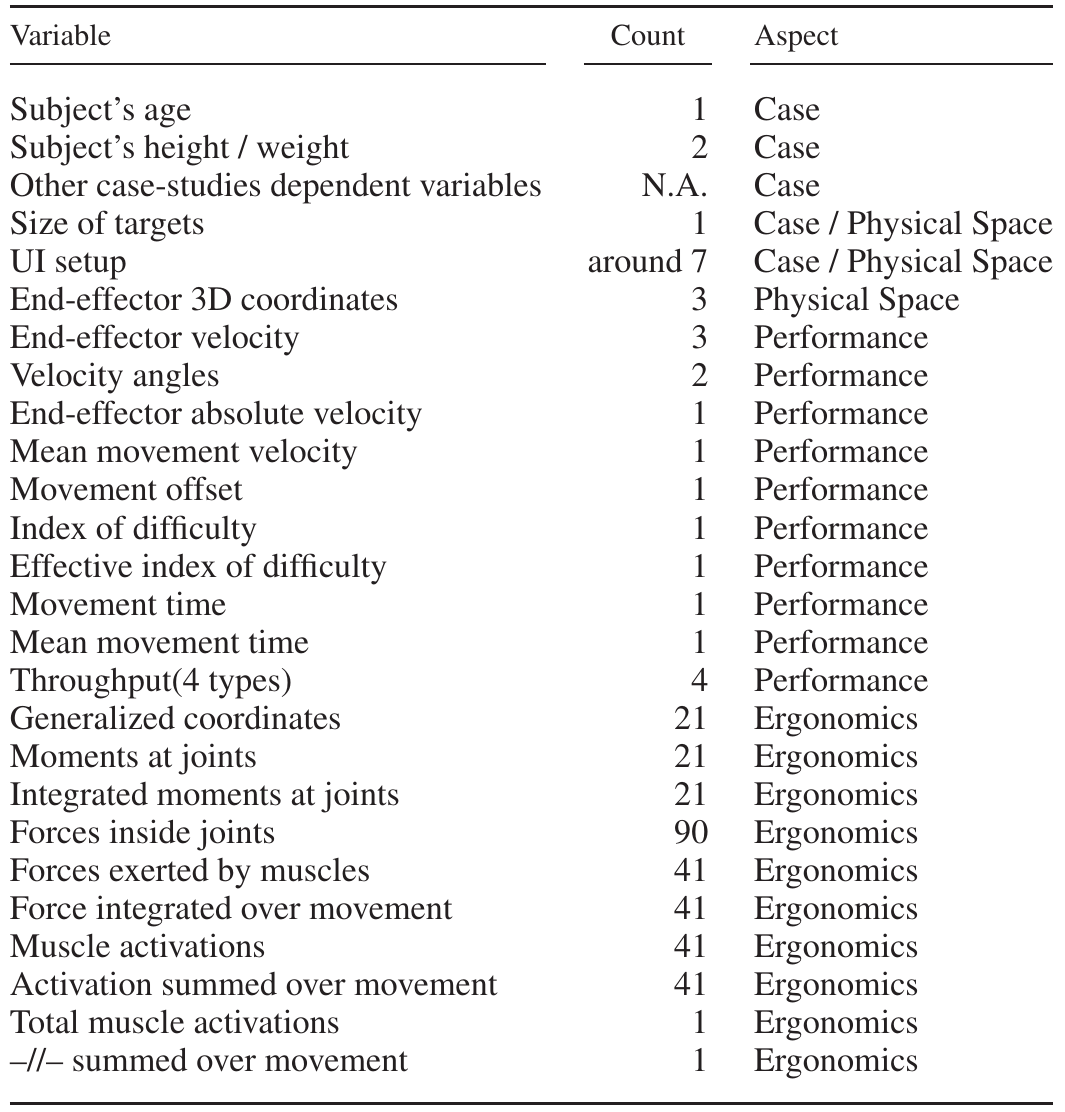 Variable Count Aspect
Subject's age 1 Case
Subject's height / weight 2 Case
Other case-studies dependent variables N.A. Case
Size of targets 1 Case / Physical Space
UI setup around 7 Case / Physical Space
End-effector 3D coordinates 3 Physical Space
End-effector velocity 3 Performance
Velocity angles 2 Performance
End-effector absolute velocity 1 Performance
Mean movement velocity 1 Performance
Movement offset 1 Performance
Index of difficulty 1 Performance
Effective index of difficulty 1 Performance
Movement time 1 Performance
Mean movement time 1 Performance
Throughput(4 types) 4 Performance
Generalized coordinates 21 Ergonomics
Moments at joints 21 Ergonomics
Integrated moments at joints 21 Ergonomics
Forces inside joints 90 Ergonomics
Forces exerted by muscles 41 Ergonomics
Force integrated over movement 41 Ergonomics
Muscle activations 41 Ergonomics
Activation summed over movement 41 Ergonomics
Total muscle activations 1 Ergonomics
–//– summed over movement 1 Ergonomics